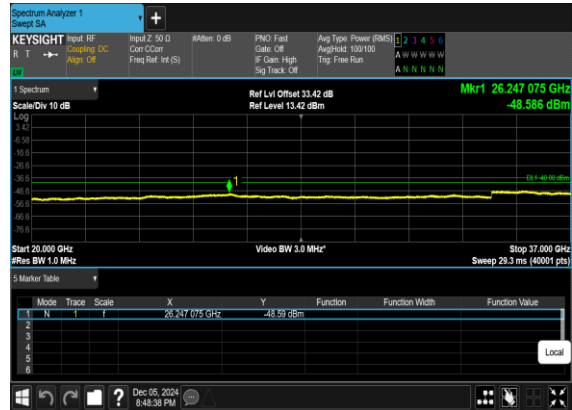 Spectrum Analyzer 1
Swept SA
+
KEYSIGHT Input: RF Input Z: 50 Ω #Atten: 0 dB PNO: Fast Avg Type: Power (RMS) 1 2 3 4 5 6
R T Coupling: DC Corr CCorr Gate: Off Avg|Hold: 100/100 A W W W W W
Align: Off Freq Ref: Int (S) IF Gain: High Trig: Free Run
Sig Track: Off A N N N N N
1 Spectrum Ref Lvl Offset 33.42 dB Mkr1 26.247 075 GHz
Scale/Div 10 dB Ref Level 13.42 dBm -48.586 dBm
Log
3.42
-6.58
-16.6
-26.6
-36.6 1 DL1 -40.00 dBm
-46.6
-56.6
-66.6
-76.6
Start 20.000 GHz Video BW 3.0 MHz* Stop 37.000 GHz
#Res BW 1.0 MHz Sweep 29.3 ms (40001 pts)
5 Marker Table
Mode Trace Scale X Y Function Function Width Function Value
1 N 1 f 26.247 075 GHz -48.59 dBm
2
3
4
5
6
Local
? Dec 05, 2024
8:48:38 PM